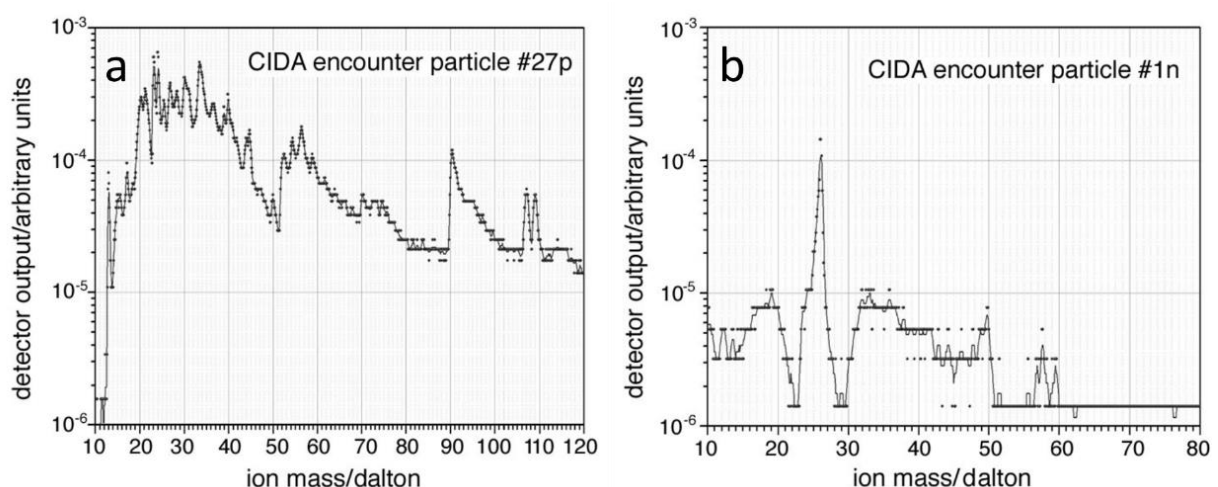 a
CIDA encounter particle #27p
detector output/arbitrary units
10⁻³
10⁻⁴
10⁻⁵
10⁻⁶
10 20 30 40 50 60 70 80 90 100 110 120
ion mass/dalton
b
CIDA encounter particle #1n
detector output/arbitrary units
10⁻³
10⁻⁴
10⁻⁵
10⁻⁶
10 20 30 40 50 60 70 80
ion mass/dalton